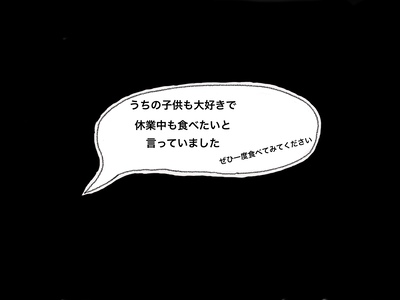 うちの子供も大好きで
休業中も食べたいと
言っていました
ぜひ一度食べてみてください